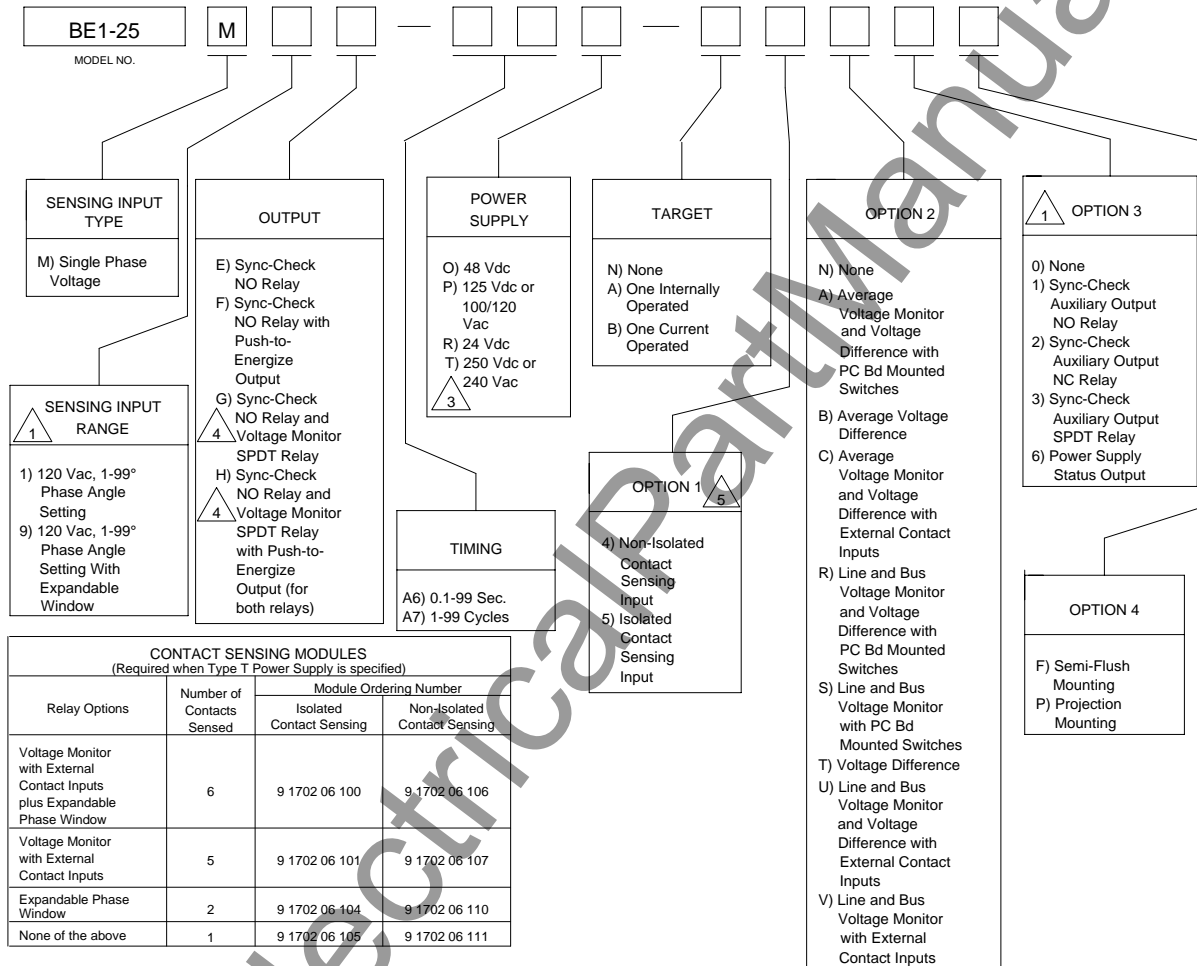 BE1-25
M
MODEL NO.
SENSING INPUT
TYPE
M) Single Phase
Voltage
1
SENSING INPUT
RANGE
1) 120 Vac, 1-99°
Phase Angle
Setting
9) 120 Vac, 1-99°
Phase Angle
Setting With
Expandable
Window
OUTPUT
E) Sync-Check
NO Relay
F) Sync-Check
NO Relay with
Push-to-
Energize
Output
G) Sync-Check
NO Relay and
4
Voltage Monitor
SPDT Relay
H) Sync-Check
NO Relay and
4
Voltage Monitor
SPDT Relay
with Push-to-
Energize
Output (for
both relays)
TIMING
A6) 0.1-99 Sec.
A7) 1-99 Cycles
POWER
SUPPLY
O) 48 Vdc
P) 125 Vdc or
100/120
Vac
R) 24 Vdc
T) 250 Vdc or
240 Vac
3
TARGET
N) None
A) One Internally
Operated
B) One Current
Operated
OPTION 1
5
4) Non-Isolated
Contact
Sensing
Input
5) Isolated
Contact
Sensing
Input
OPTION 2
N) None
A) Average
Voltage Monitor
and Voltage
Difference with
PC Bd Mounted
Switches
B) Average Voltage
Difference
C) Average
Voltage Monitor
and Voltage
Difference with
External Contact
Inputs
R) Line and Bus
Voltage Monitor
and Voltage
Difference with
PC Bd Mounted
Switches
S) Line and Bus
Voltage Monitor
with PC Bd
Mounted Switches
T) Voltage Difference
U) Line and Bus
Voltage Monitor
and Voltage
Difference with
External Contact
Inputs
V) Line and Bus
Voltage Monitor
with External
Contact Inputs
1
OPTION 3
0) None
1) Sync-Check
Auxiliary Output
NO Relay
2) Sync-Check
Auxiliary Output
NC Relay
3) Sync-Check
Auxiliary Output
SPDT Relay
6) Power Supply
Status Output
OPTION 4
F) Semi-Flush
Mounting
P) Projection
Mounting
CONTACT SENSING MODULES
(Required when Type T Power Supply is specified)
Relay Options
Number of
Contacts
Sensed
Module Ordering Number
Isolated
Contact Sensing
Non-Isolated
Contact Sensing
Voltage Monitor
with External
Contact Inputs
plus Expandable
Phase Window
6
9 1702 06 100
9 1702 06 106
Voltage Monitor
with External
Contact Inputs
5
9 1702 06 101
9 1702 06 107
Expandable Phase
Window
2
9 1702 06 104
9 1702 06 110
None of the above
1
9 1702 06 105
9 1702 06 111
lectricalPartManua